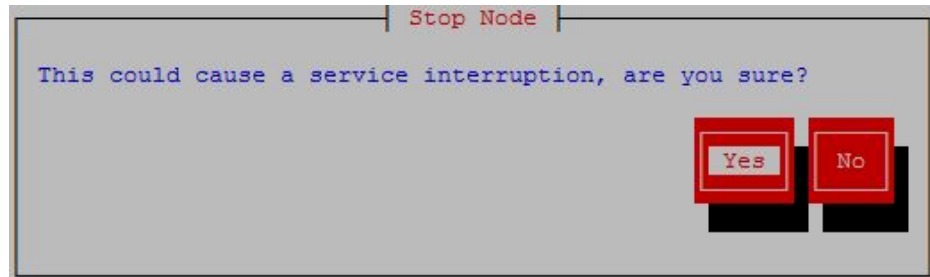 Stop Node
This could cause a service interruption, are you sure?
Yes No